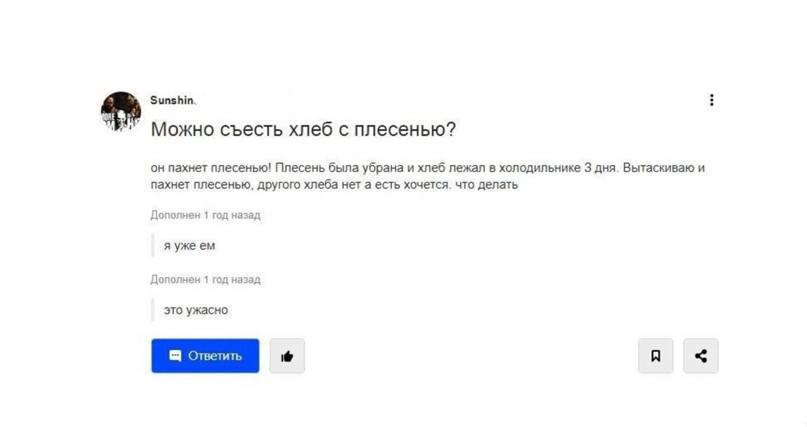 Sunshin.
Можно съесть хлеб с плесенью?
он пахнет плесенью! Плесень была убрана и хлеб лежал в холодильнике 3 дня. Вытаскиваю и
пахнет плесенью, другого хлеба нет а есть хочется. что делать
Дополнен 1 год назад
я уже ем
Дополнен 1 год назад
это ужасно
Ответить